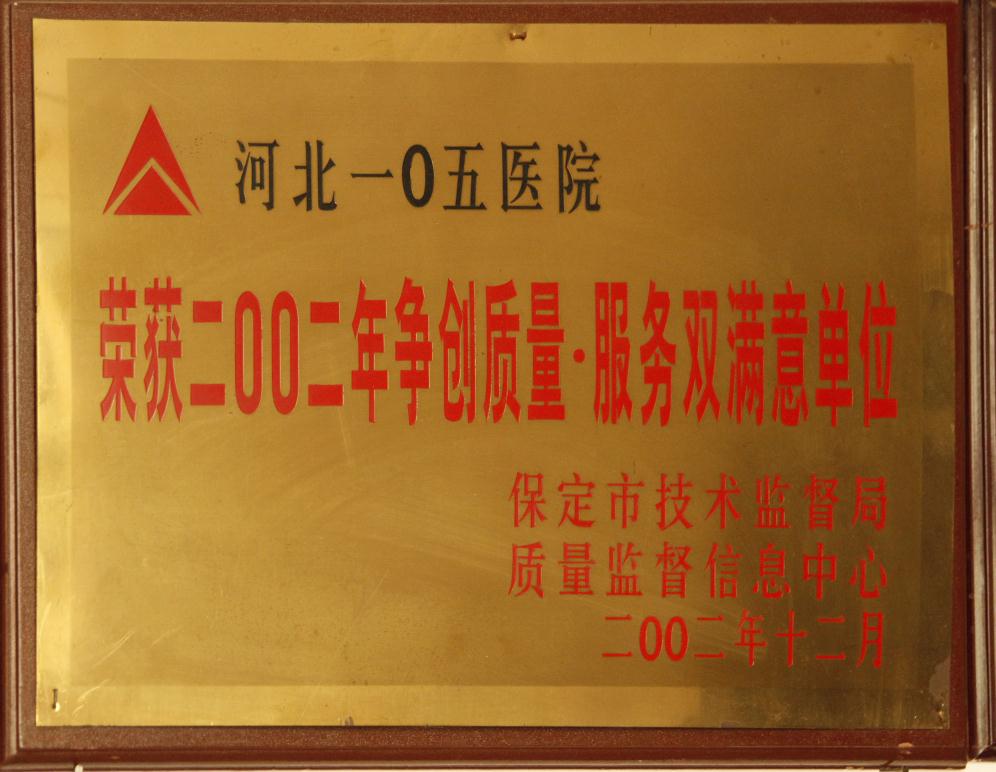 河北一0五医院
荣获二00二年争创质量·服务双满意单位
保定市技术监督局
质量监督信息中心
二00二年十二月